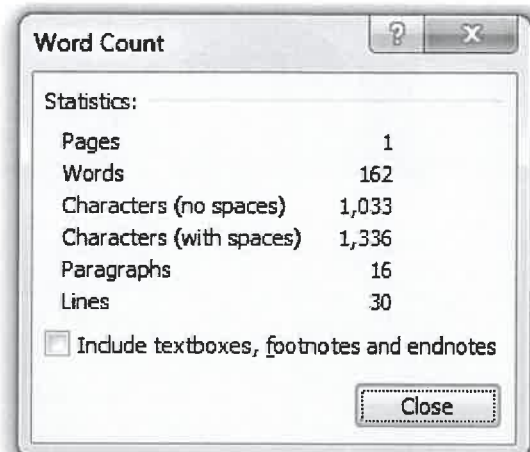 Word Count
?
Statistics:
Pages 1
Words 162
Characters (no spaces) 1,033
Characters (with spaces) 1,336
Paragraphs 16
Lines 30
Include textboxes, footnotes and endnotes
Close